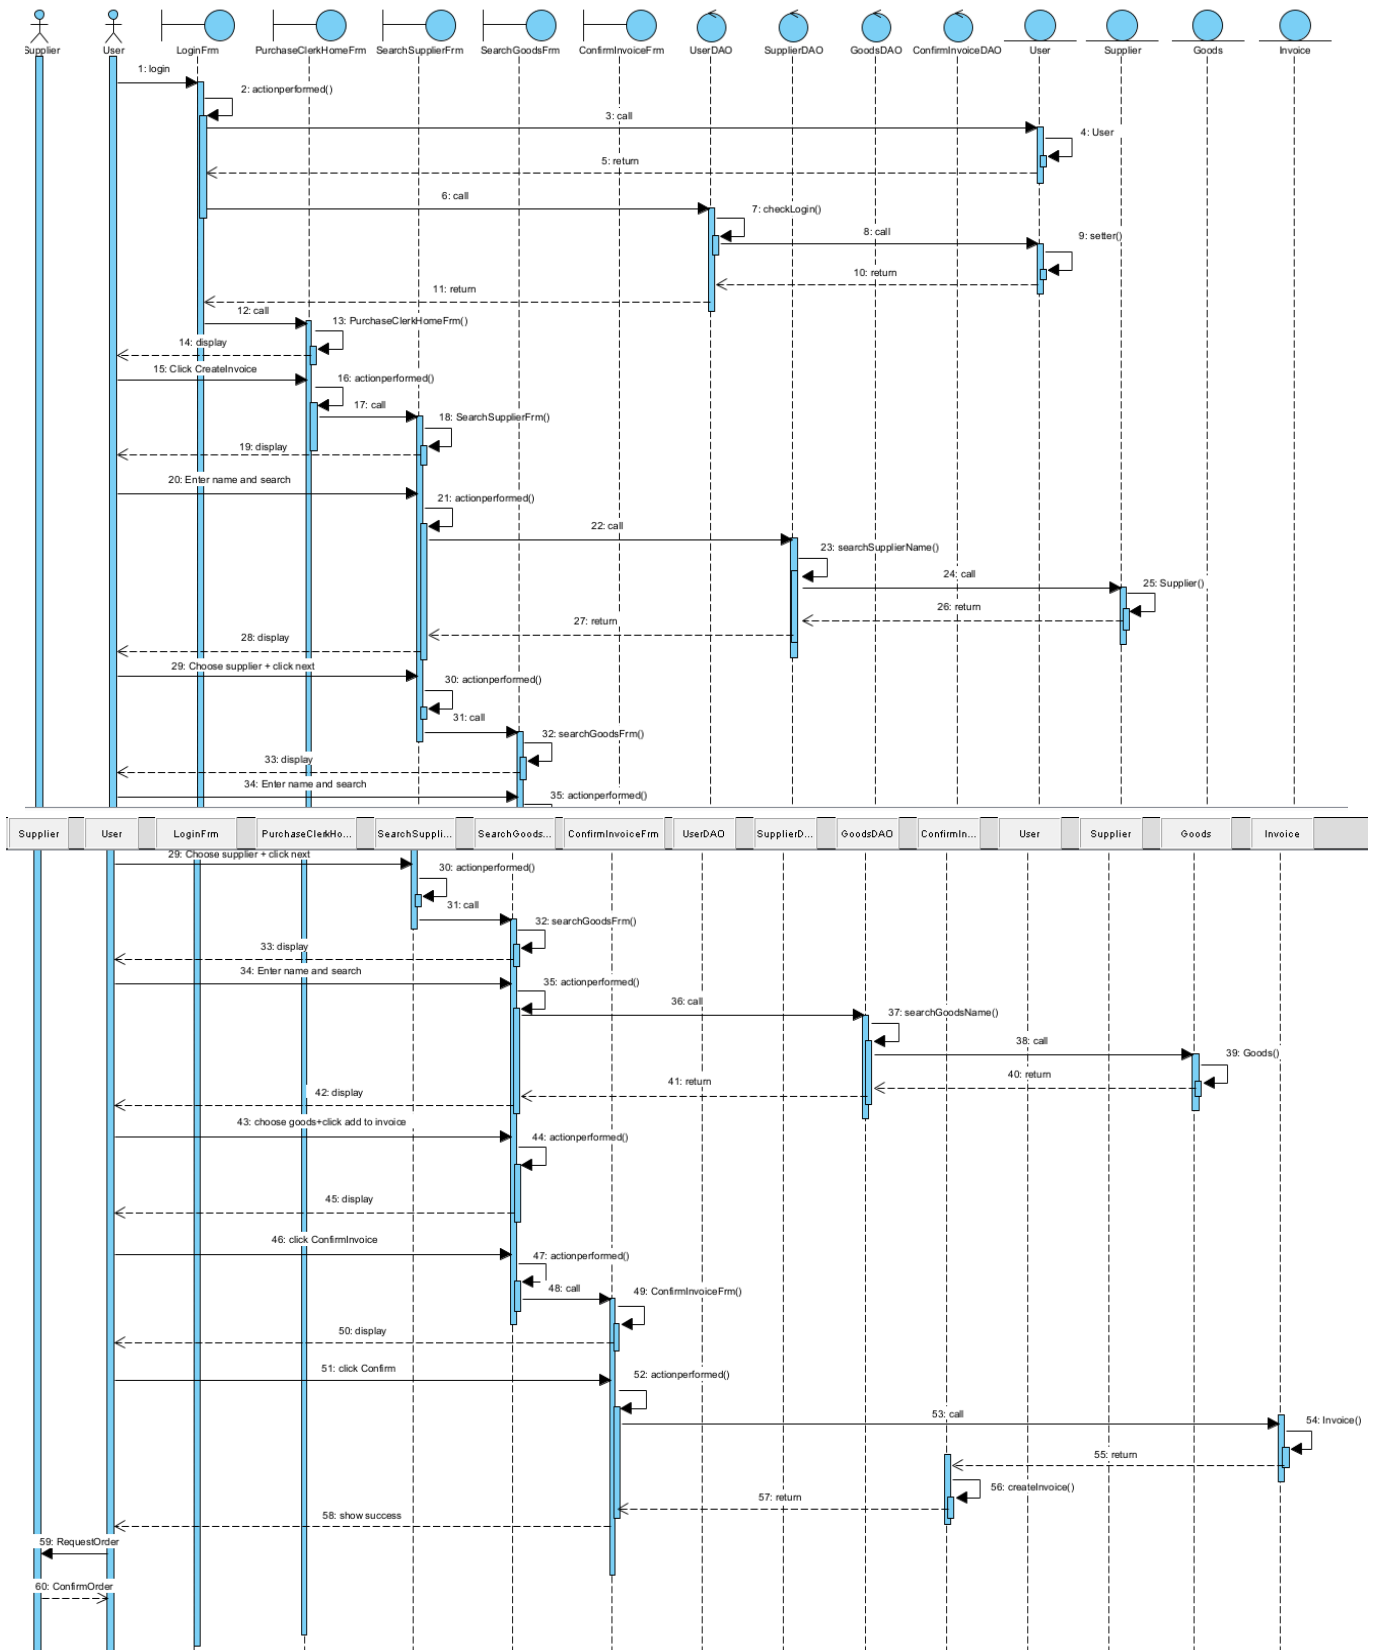 Supplier
User
LoginFrm
PurchaseClerkHomeFrm
SearchSupplierFrm
SearchGoodsFrm
ConfirmInvoiceFrm
UserDAO
SupplierDAO
GoodsDAO
ConfirmInvoiceDAO
User
Supplier
Goods
Invoice
1: login
2: actionperformed()
3: call
4: User
5: return
6: call
7: checkLogin()
8: call
9: setter()
10: return
11: return
12: call
13: PurchaseClerkHomeFrm()
14: display
15: Click CreateInvoice
16: actionperformed()
17: call
18: SearchSupplierFrm()
19: display
20: Enter name and search
21: actionperformed()
22: call
23: searchSupplierName()
24: call
25: Supplier()
26: return
27: return
28: display
29: Choose supplier + click next
30: actionperformed()
31: call
32: searchGoodsFrm()
33: display
34: Enter name and search
35: actionperformed()
Supplier
User
LoginFrm
PurchaseClerkHo...
SearchSuppli...
SearchGoods...
ConfirmInvoiceFrm
UserDAO
SupplierD...
GoodsDAO
ConfirmIn...
User
Supplier
Goods
Invoice
29: Choose supplier + click next
30: actionperformed()
31: call
32: searchGoodsFrm()
33: display
34: Enter name and search
35: actionperformed()
36: call
37: searchGoodsName()
38: call
39: Goods()
40: return
41: return
42: display
43: choose goods+click add to invoice
44: actionperformed()
45: display
46: click ConfirmInvoice
47: actionperformed()
48: call
49: ConfirmInvoiceFrm()
50: display
51: click Confirm
52: actionperformed()
53: call
54: Invoice()
55: return
56: createInvoice()
57: return
58: show success
59: RequestOrder
60: ConfirmOrder